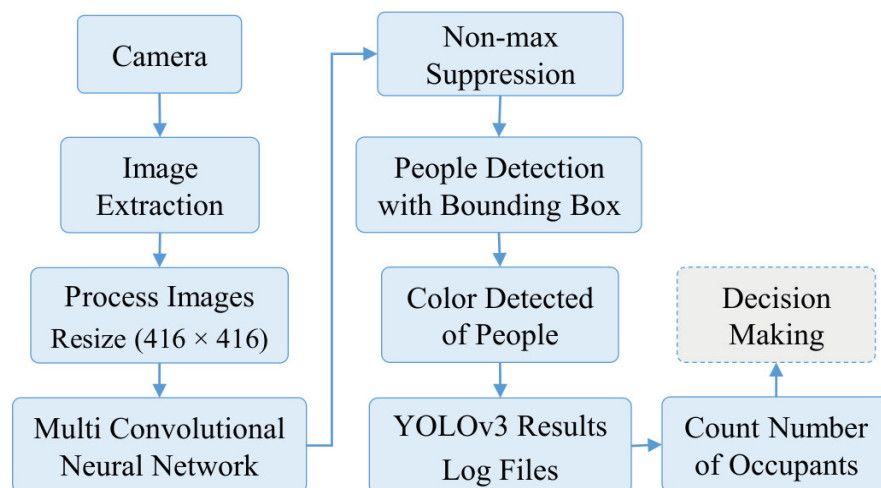 Camera
Image
Extraction
Process Images
Resize (416 × 416)
Multi Convolutional
Neural Network
Non-max
Suppression
People Detection
with Bounding Box
Color Detected
of People
YOLOv3 Results
Log Files
Count Number
of Occupants
Decision
Making